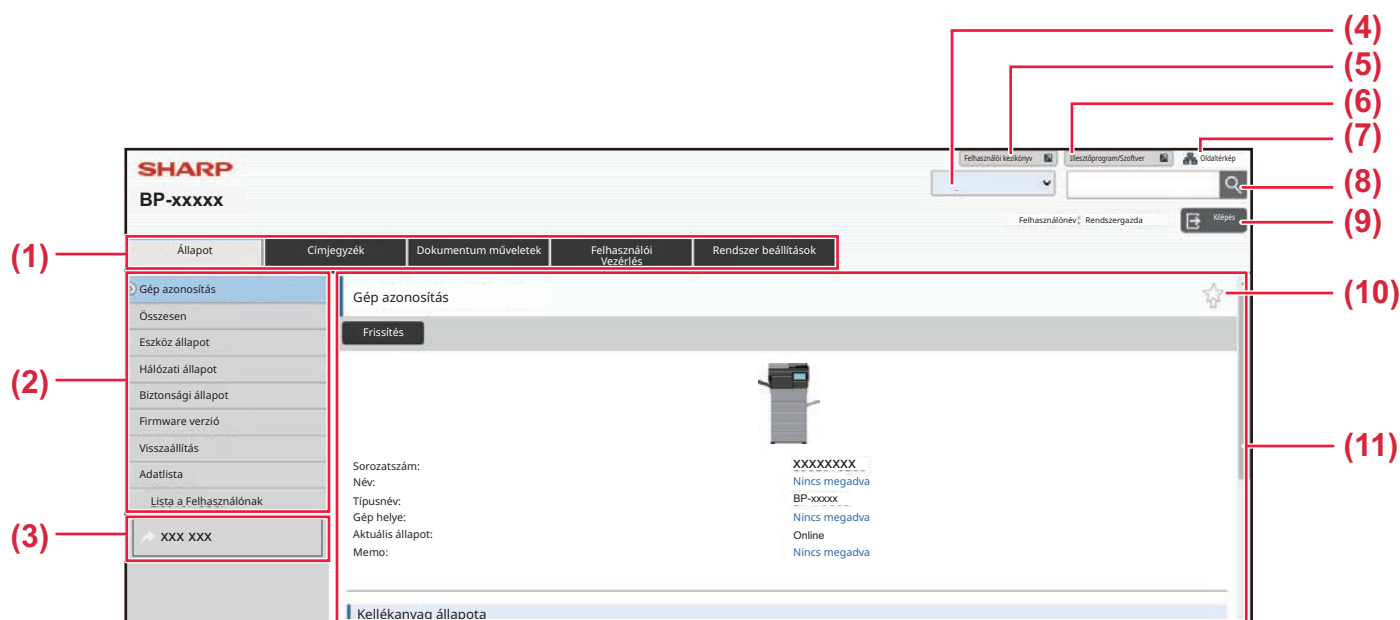 (4)
(5)
(6)
(7)
Felhasználói kézikönyv
Illesztőprogram/Szoftver
Oldaltérkép
SHARP
(8)
BP-xxxxx
Felhasználónév: Rendszergazda
Kilépés
(9)
(1)
Állapot
Címjegyzék
Dokumentum műveletek
Felhasználói
Vezérlés
Rendszer beállítások
Gép azonosítás
Összesen
Eszköz állapot
Hálózati állapot
(2)
Biztonsági állapot
Firmware verzió
Visszaállítás
Adatlista
Lista a Felhasználónak
(3)
XXX XXX
Gép azonosítás
(10)
Frissítés
(11)
Sorozatszám: XXXXXXXX
Név: Nincs megadva
Típusnév: BP-xxxxx
Gép helye: Nincs megadva
Aktuális állapot: Online
Memo: Nincs megadva
Kellékanyag állapota